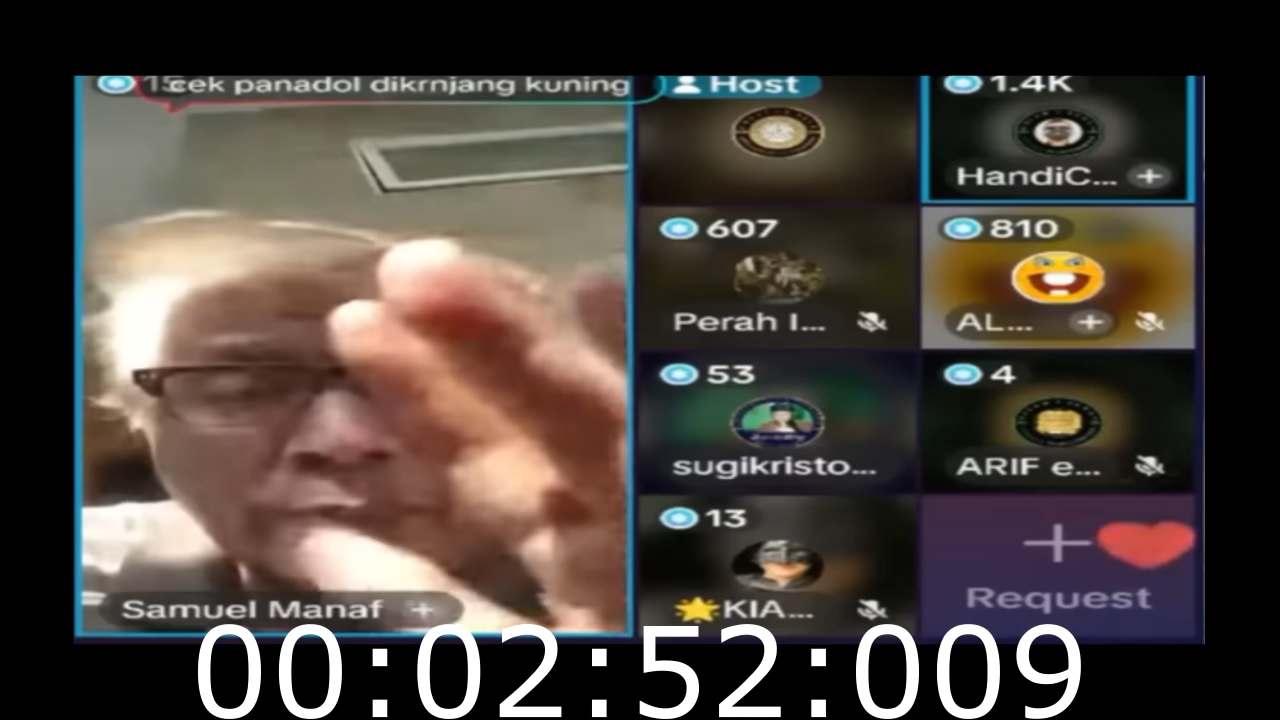 cek panadol dikrnjang kuning
Host
1.4K
HandiC...
607
Perah I...
810
AL...
53
sugikristo...
4
ARIF e...
13
KIA...
Request
Samuel Manaf
00:02:52:009